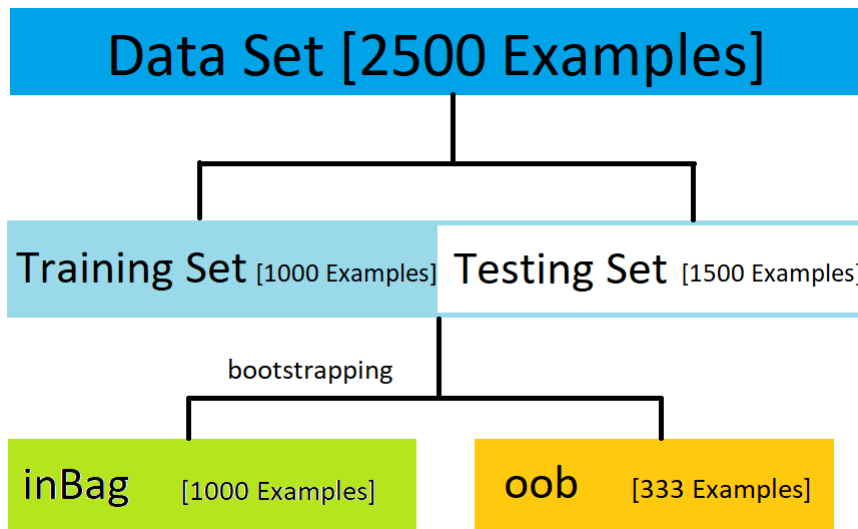 Data Set [2500 Examples]
Training Set [1000 Examples] Testing Set [1500 Examples]
bootstrapping
inBag [1000 Examples] oob [333 Examples]